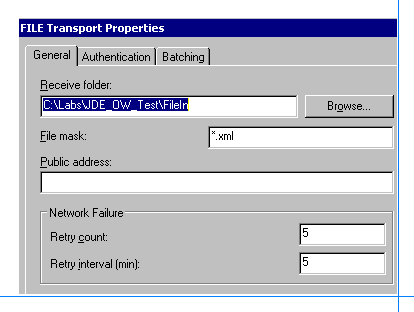 FILE Transport Properties
General Authentication Batching
Receive folder:
C:\Labs\JDE_OW_Test\FileIn
Browse...
File mask:
*.xml
Public address:
Network Failure
Retry count:
5
Retry interval (min):
5